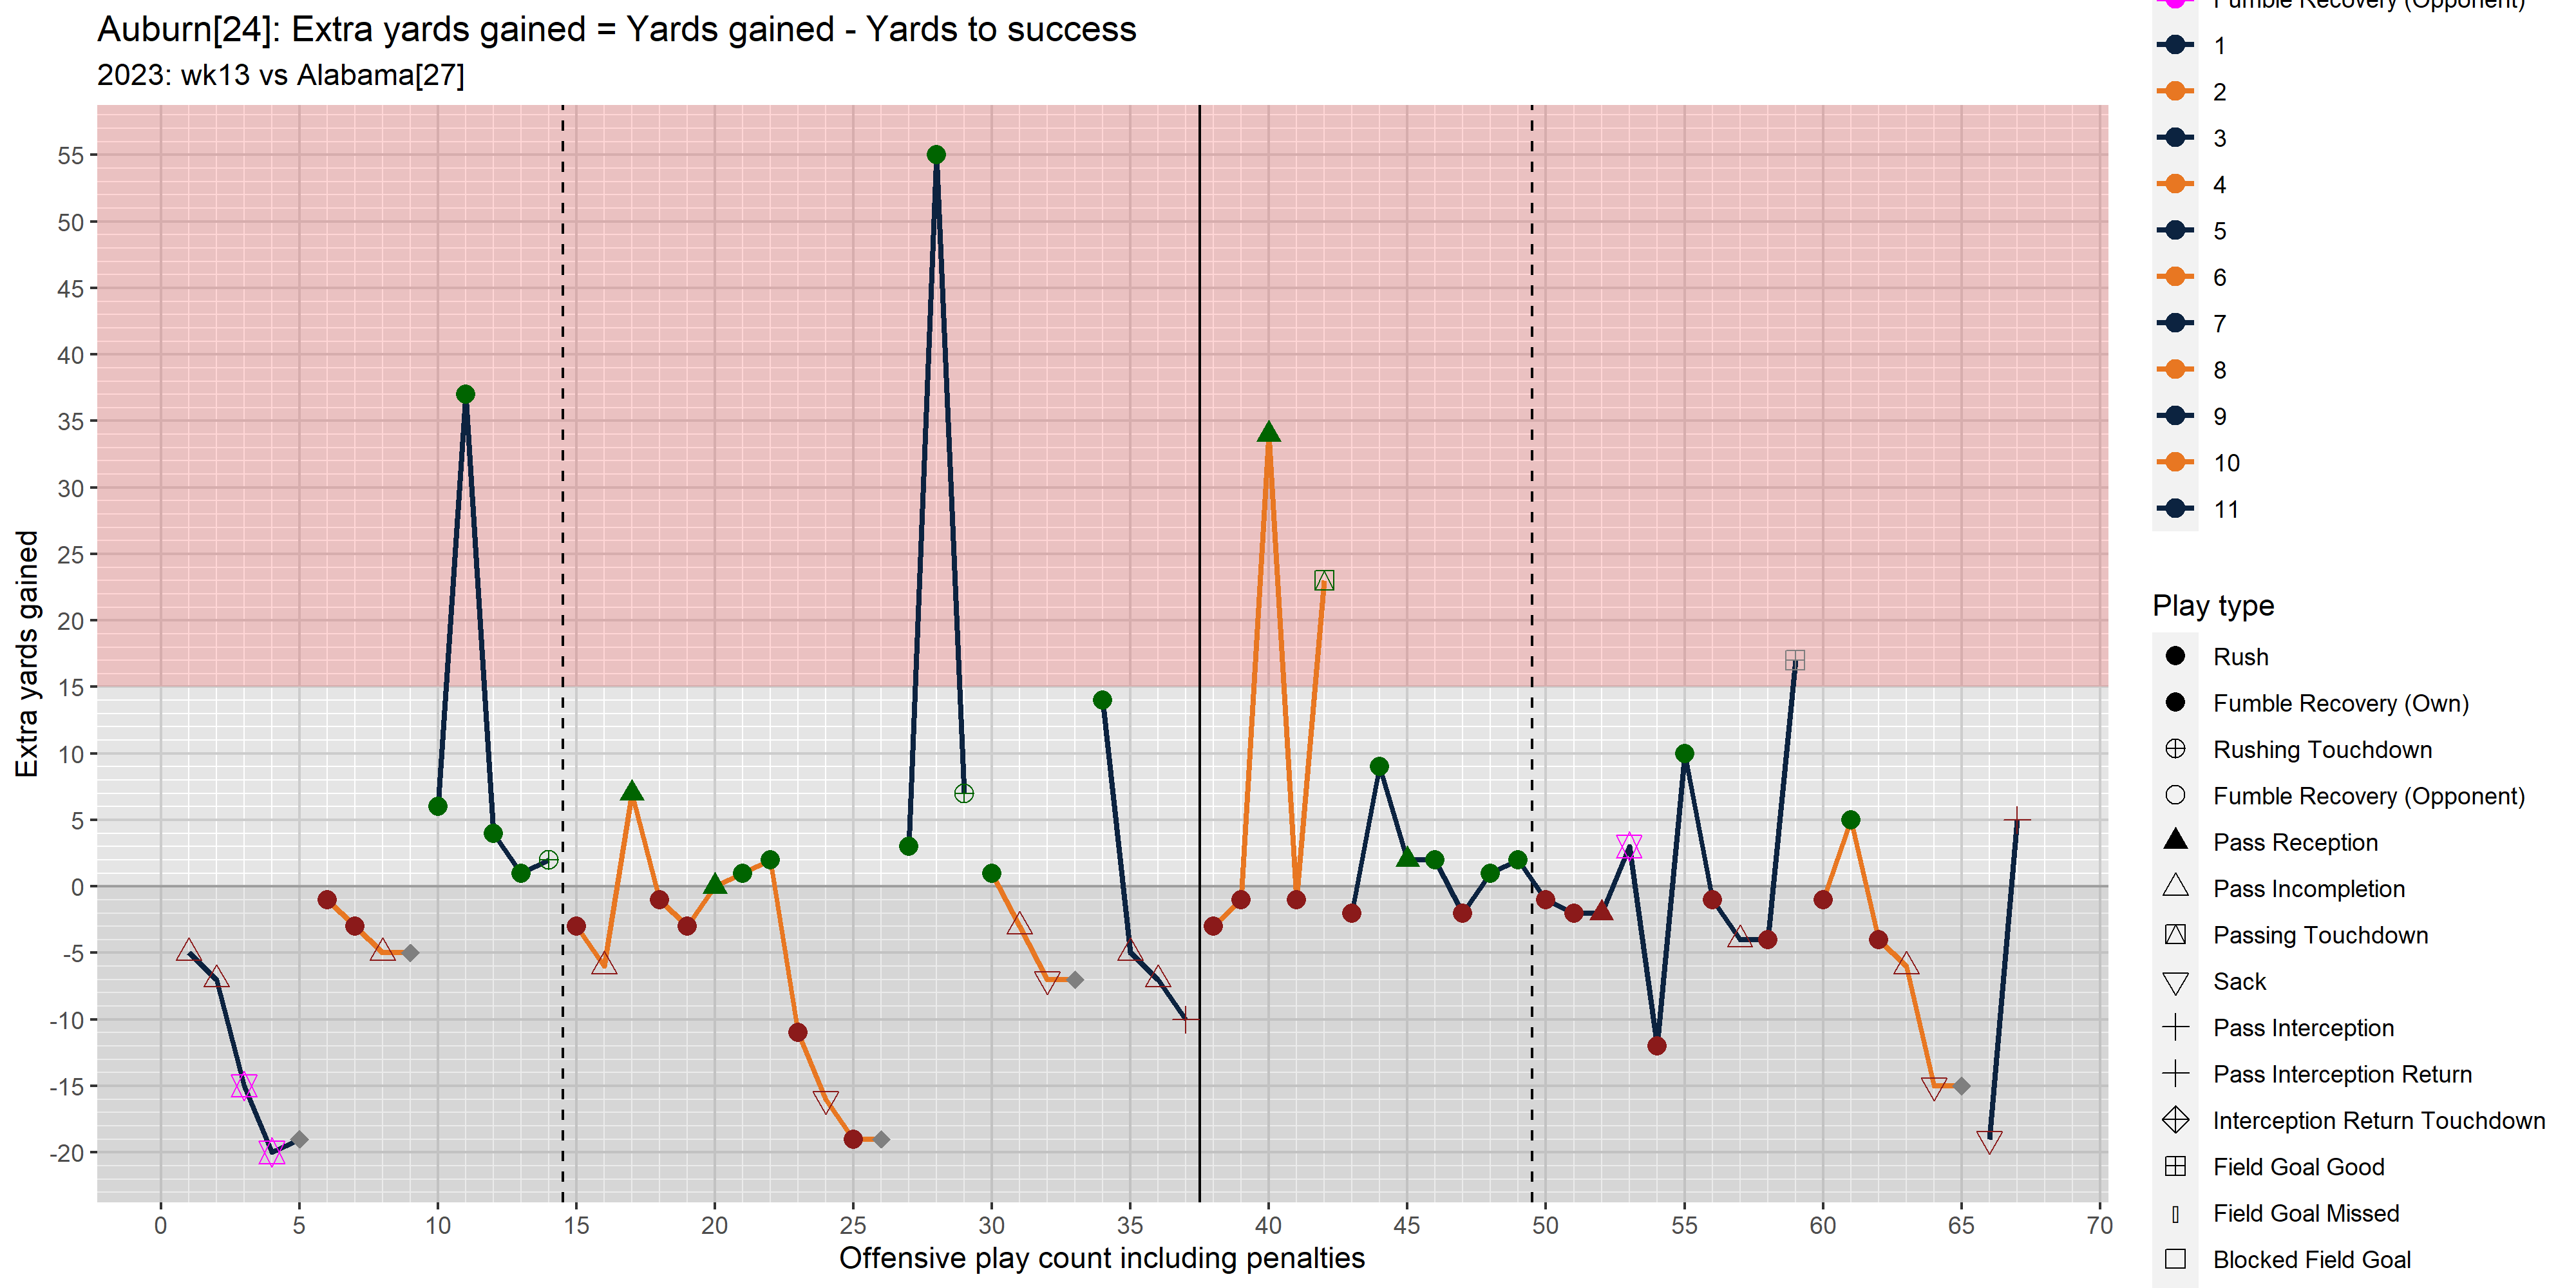 Auburn[24]: Extra yards gained = Yards gained - Yards to success
2023: wk13 vs Alabama[27]
Extra yards gained
55
50
45
40
35
30
25
20
15
10
5
0
-5
-10
-15
-20
0 5 10 15 20 25 30 35 40 45 50 55 60 65 70
Offensive play count including penalties
Fumble Recovery (Opponent)
1
2
3
4
5
6
7
8
9
10
11
Play type
Rush
Fumble Recovery (Own)
Rushing Touchdown
Fumble Recovery (Opponent)
Pass Reception
Pass Incompletion
Passing Touchdown
Sack
Pass Interception
Pass Interception Return
Interception Return Touchdown
Field Goal Good
Field Goal Missed
Blocked Field Goal